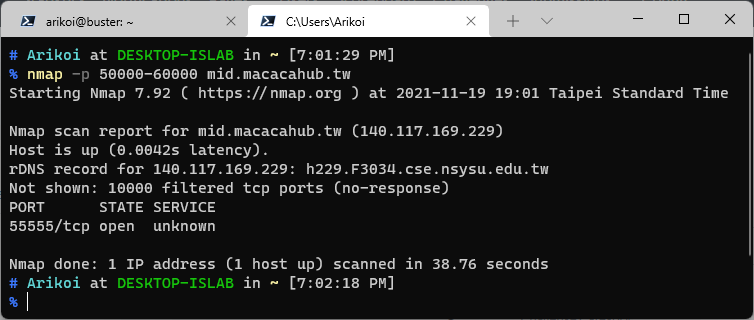 arikoi@buster: ~
C:\Users\Arikoi
# Arikoi at DESKTOP-ISLAB in ~ [7:01:29 PM]
% nmap -p 50000-60000 mid.macacahub.tw
Starting Nmap 7.92 ( https://nmap.org ) at 2021-11-19 19:01 Taipei Standard Time
Nmap scan report for mid.macacahub.tw (140.117.169.229)
Host is up (0.0042s latency).
rDNS record for 140.117.169.229: h229.F3034.cse.nsysu.edu.tw
Not shown: 10000 filtered tcp ports (no-response)
PORT      STATE SERVICE
55555/tcp open  unknown
Nmap done: 1 IP address (1 host up) scanned in 38.76 seconds
# Arikoi at DESKTOP-ISLAB in ~ [7:02:18 PM]
%